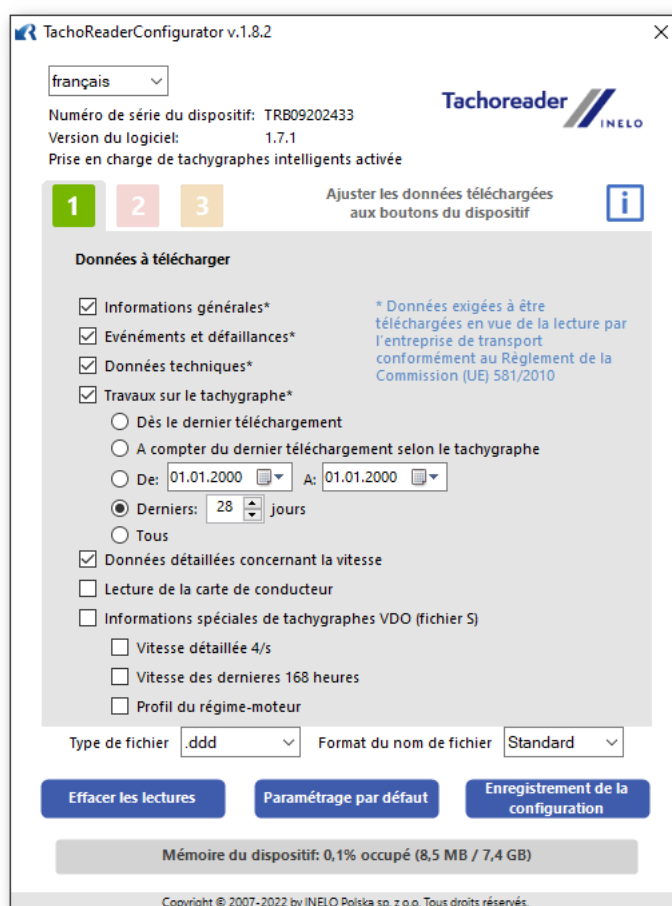 TachoReaderConfigurator v.1.8.2
français
Tachoreader
INELO
Numéro de série du dispositif: TRB09202433
Version du logiciel: 1.7.1
Prise en charge de tachygraphes intelligents activée
1 2 3
Ajuster les données téléchargées
aux boutons du dispositif
i
Données à télécharger
Informations générales*
Evénéments et défaillances*
Données techniques*
Travaux sur le tachygraphe*
* Données exigées à être
téléchargées en vue de la lecture par
l'entreprise de transport
conformément au Règlement de la
Commission (UE) 581/2010
Dès le dernier téléchargement
A compter du dernier téléchargement selon le tachygraphe
De: 01.01.2000 A: 01.01.2000
Derniers: 28 jours
Tous
Données détaillées concernant la vitesse
Lecture de la carte de conducteur
Informations spéciales de tachygraphes VDO (fichier S)
Vitesse détaillée 4/s
Vitesse des dernieres 168 heures
Profil du régime-moteur
Type de fichier .ddd Format du nom de fichier Standard
Effacer les lectures
Paramétrage par défaut
Enregistrement de la
configuration
Mémoire du dispositif: 0,1% occupé (8,5 MB / 7,4 GB)
Copyright © 2007-2022 by INELO Polska sp. z o.o. Tous droits réservés.